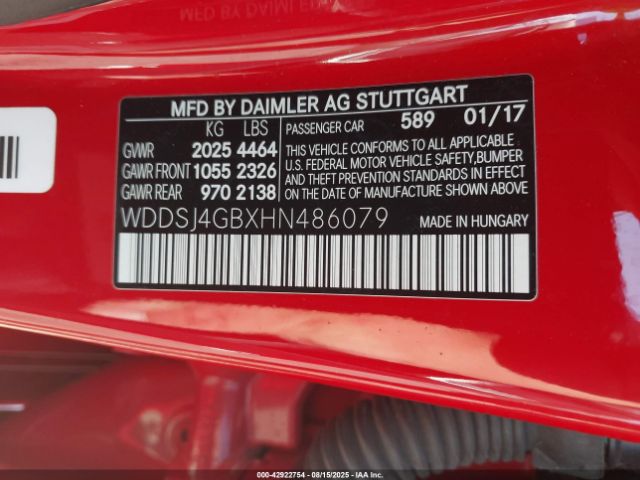 MFD BY DAIMLER AG STUTTGART
KG LBS
GVWR 2025 4464
GAWR FRONT 1055 2326
GAWR REAR 970 2138
PASSENGER CAR 589 01/17
THIS VEHICLE CONFORMS TO ALL APPLICABLE
U.S. FEDERAL MOTOR VEHICLE SAFETY,BUMPER
AND THEFT PREVENTION STANDARDS IN EFFECT
ON THE DATE OF MANUFACTURE SHOWN ABOVE
WDDSJ4GBXHN486079 MADE IN HUNGARY
000-42922754 - 08/15/2025 - IAA Inc.